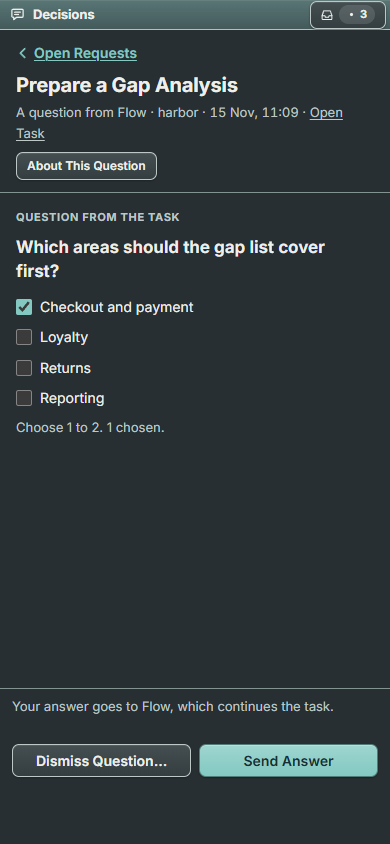 Decisions
• 3
Open Requests
Prepare a Gap Analysis
A question from Flow · harbor · 15 Nov, 11:09 · Open
Task
About This Question
QUESTION FROM THE TASK
Which areas should the gap list cover
first?
Checkout and payment
Loyalty
Returns
Reporting
Choose 1 to 2. 1 chosen.
Your answer goes to Flow, which continues the task.
Dismiss Question...
Send Answer